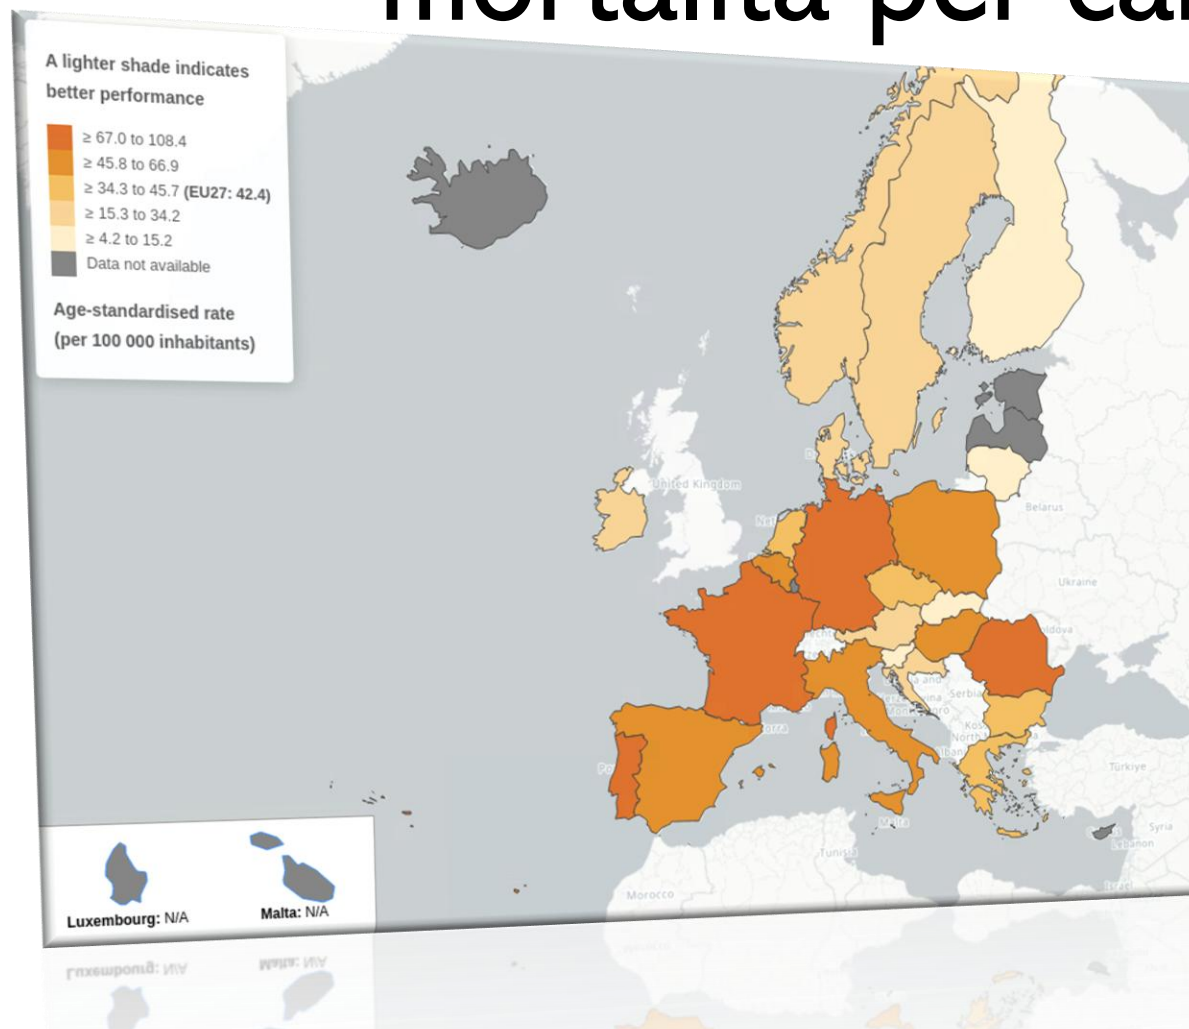 mortalità per
A lighter shade indicates
better performance
≥ 67.0 to 108.4
≥ 45.8 to 66.9
≥ 34.3 to 45.7 (EU27: 42.4)
≥ 15.3 to 34.2
≥ 4.2 to 15.2
Data not available
Age-standardised rate
(per 100 000 inhabitants)
United Kingdom
Belarus
Ukraine
Serbia
North
Türkiye
Malta
Syria
Lebanon
Israel
Tunisia
Morocco
Luxembourg: N/A
Malta: N/A